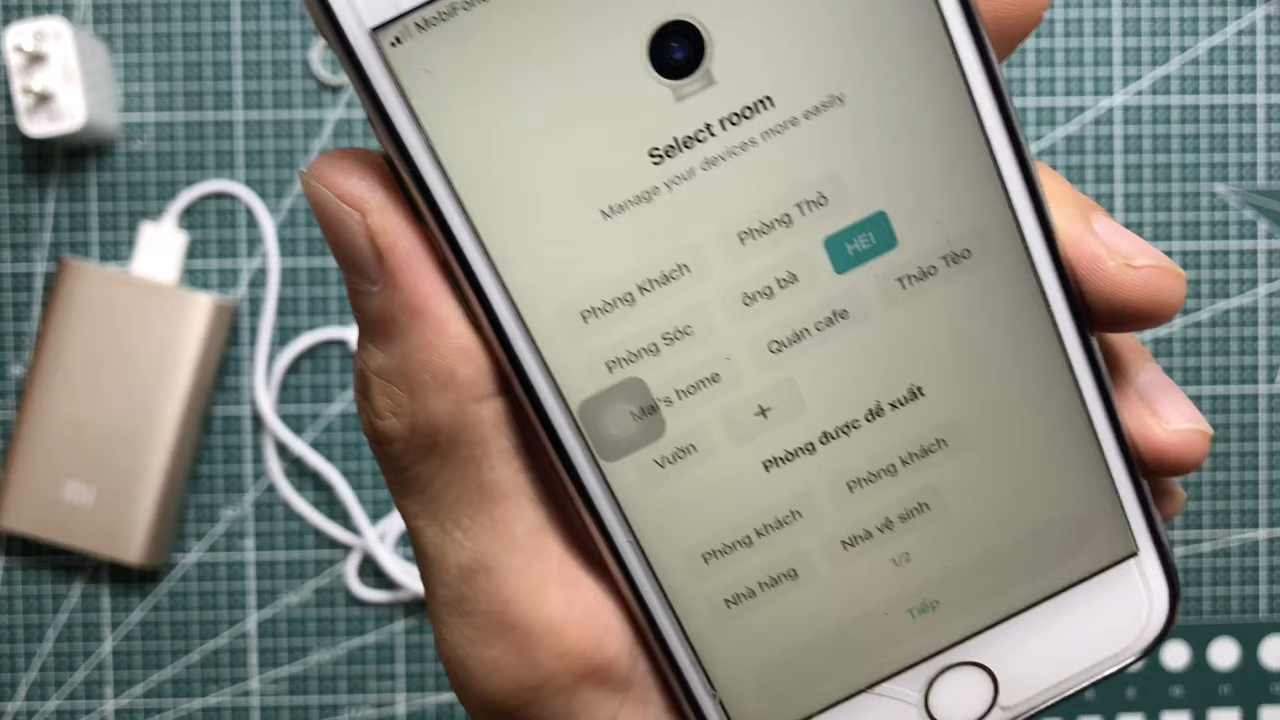 MobiFone
Select room
Manage your devices more easily
Phòng Khách
Phòng Thỏ
Phòng Sóc
ông bà
HEI
Mai's home
Quán cafe
Thảo Tèo
Vườn
+
Phòng được đề xuất
Phòng khách
Phòng khách
Nhà hàng
Nhà vệ sinh
1/2
Tiếp
MI